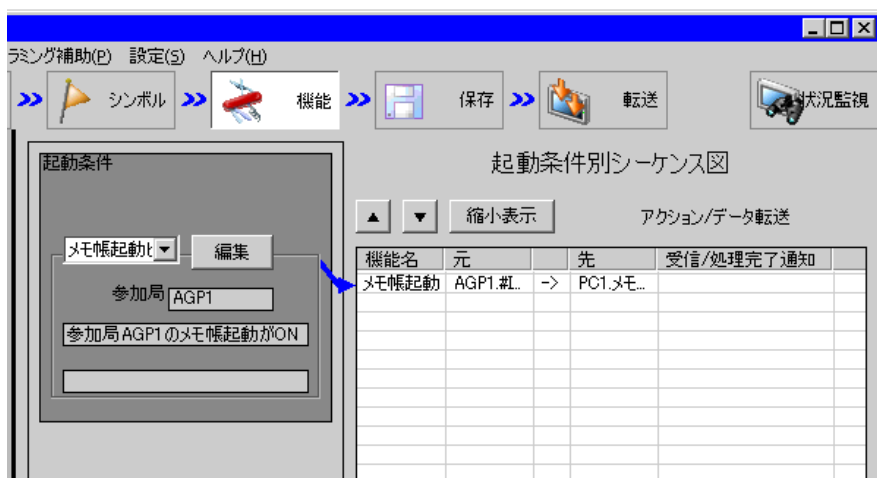 ラミング補助(P) 設定(S) ヘルプ(H)
シンボル 機能 保存 転送 状況監視
起動条件
起動条件別シーケンス図
縮小表示 アクション/データ転送
メモ帳起動ﾋ 編集
機能名 元 先 受信/処理完了通知
メモ帳起動 AGP1.#I... -> PC1.メモ...
参加局 AGP1
参加局AGP1のメモ帳起動がON